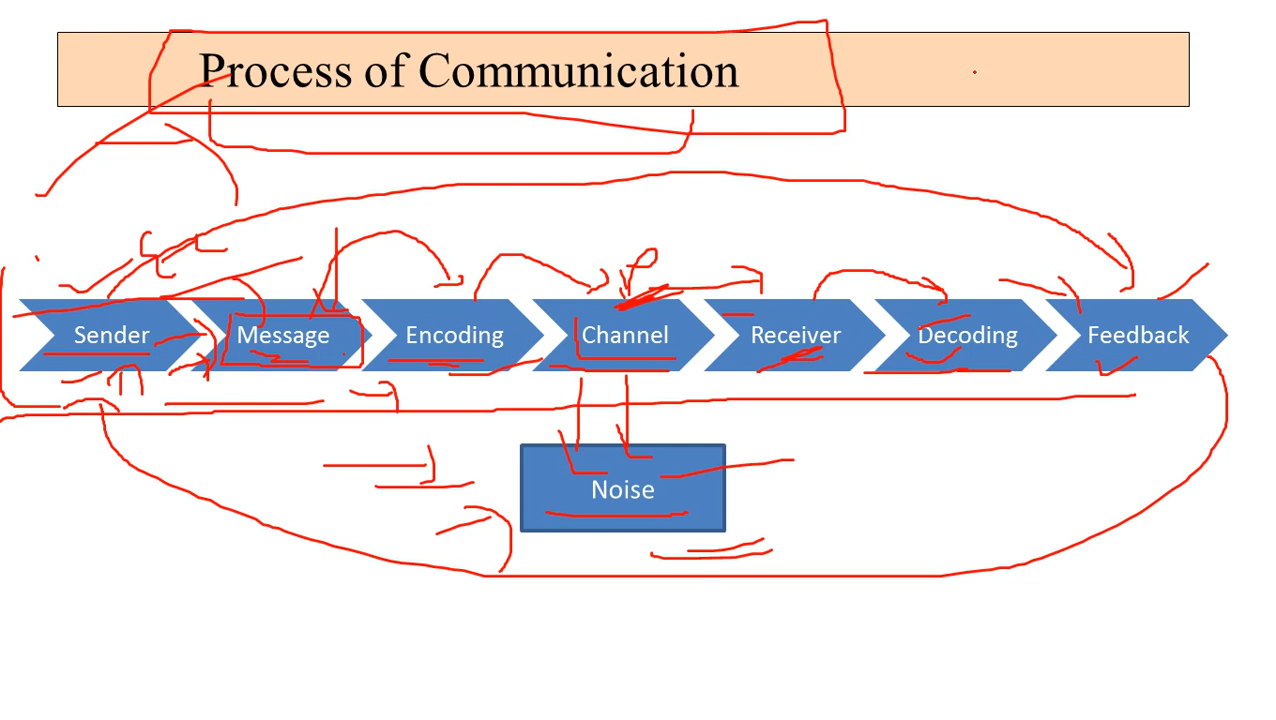 Process of Communication
Sender Message Encoding Channel Receiver Decoding Feedback
Noise